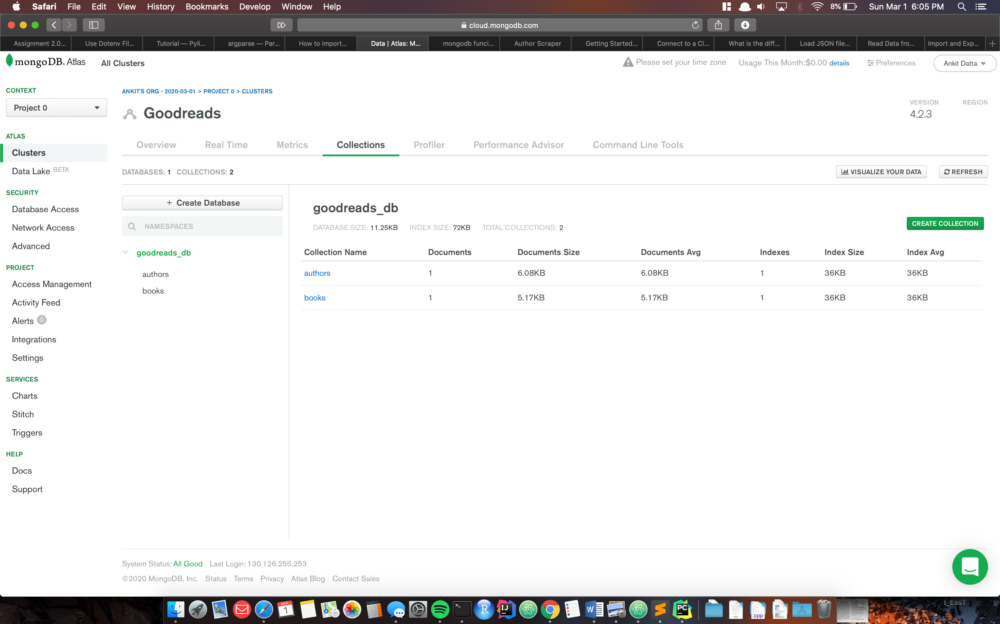 Safari File Edit View History Bookmarks Develop Window Help 8% Sun Mar 1 6:05 PM
cloud.mongodb.com
Assignment 2.0... Use Dotenv Fil... Tutorial — Pyli... argparse — Par... How to import... Data | Atlas: M... mongodb funci... Author Scraper Getting Started... Connect to a Cl... What is the diff... Load JSON file... Read Data fro... Import and Exp...
mongoDB. Atlas All Clusters Please set your time zone Usage This Month:$0.00 details Preferences Ankit Datta
CONTEXT
Project 0
ATLAS
Clusters
Data Lake BETA
SECURITY
Database Access
Network Access
Advanced
PROJECT
Access Management
Activity Feed
Alerts 0
Integrations
Settings
SERVICES
Charts
Stitch
Triggers
HELP
Docs
Support
ANKIT'S ORG - 2020-03-01 > PROJECT 0 > CLUSTERS
Goodreads
VERSION REGION
4.2.3
Overview Real Time Metrics Collections Profiler Performance Advisor Command Line Tools
DATABASES: 1 COLLECTIONS: 2 VISUALIZE YOUR DATA REFRESH
+ Create Database
NAMESPACES
goodreads_db
authors
books
goodreads_db
DATABASE SIZE: 11.25KB INDEX SIZE: 72KB TOTAL COLLECTIONS: 2
CREATE COLLECTION
Collection Name Documents Documents Size Documents Avg Indexes Index Size Index Avg
authors 1 6.08KB 6.08KB 1 36KB 36KB
books 1 5.17KB 5.17KB 1 36KB 36KB
System Status: All Good Last Login: 130.126.255.253
©2020 MongoDB, Inc. Status Terms Privacy Atlas Blog Contact Sales
t_EssT
MAR
1
3D
>_
R
IJ
W
S
PC
PDF
.cpp
DOCX